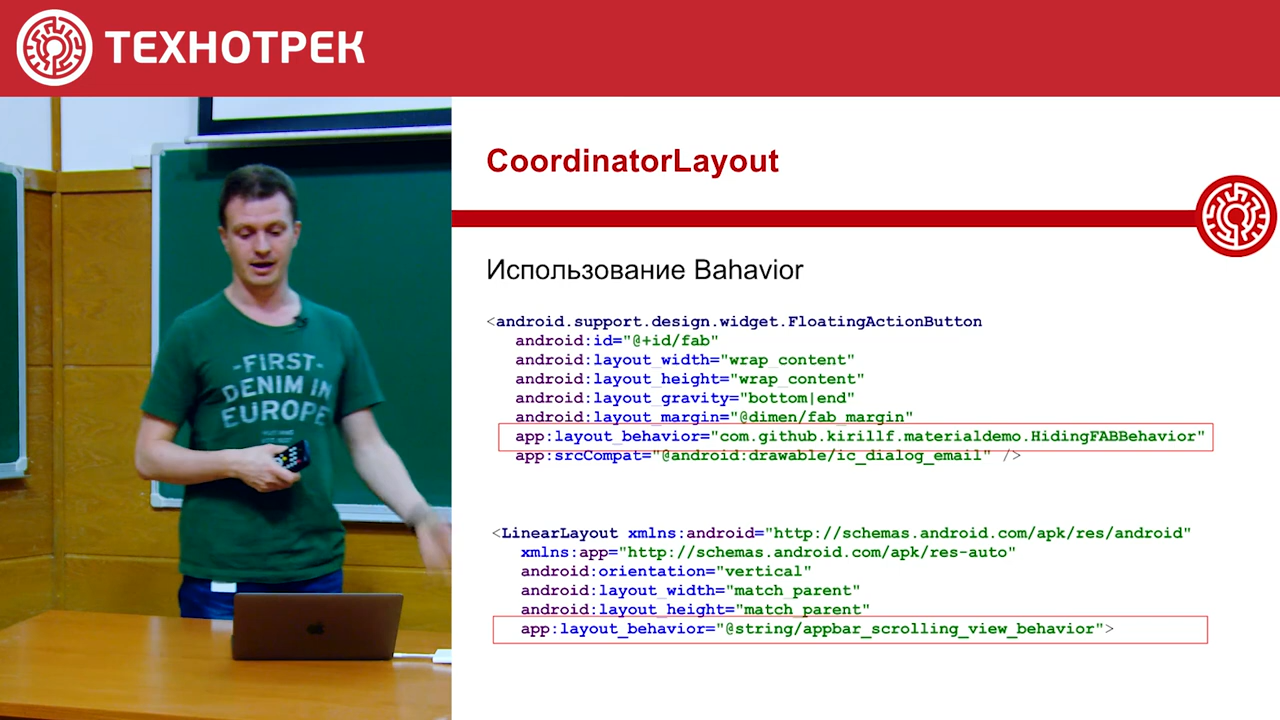 ТЕХНОТРЕК
CoordinatorLayout
Использование Bahavior
<android.support.design.widget.FloatingActionButton
android:id="@+id/fab"
android:layout_width="wrap_content"
android:layout_height="wrap_content"
android:layout_gravity="bottom|end"
android:layout_margin="@dimen/fab_margin"
app:layout_behavior="com.github.kirillf.materialdemo.HidingFABBehavior"
app:srcCompat="@android:drawable/ic_dialog_email" />
<LinearLayout xmlns:android="http://schemas.android.com/apk/res/android"
xmlns:app="http://schemas.android.com/apk/res-auto"
android:orientation="vertical"
android:layout_width="match_parent"
android:layout_height="match_parent"
app:layout_behavior="@string/appbar_scrolling_view_behavior">
-FIRST-
DENIM IN
EUROPE